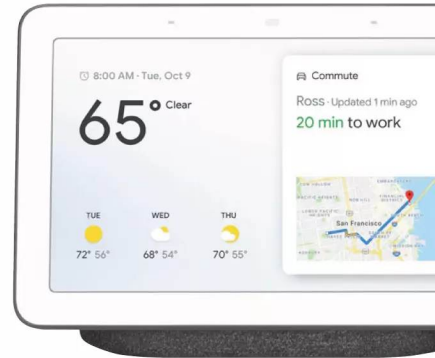 8:00 AM · Tue, Oct 9
65° Clear
TUE
WED
THU
72° 56°
68° 54°
70° 55°
Commute
Ross · Updated 1 min ago
20 min to work
San Francisco